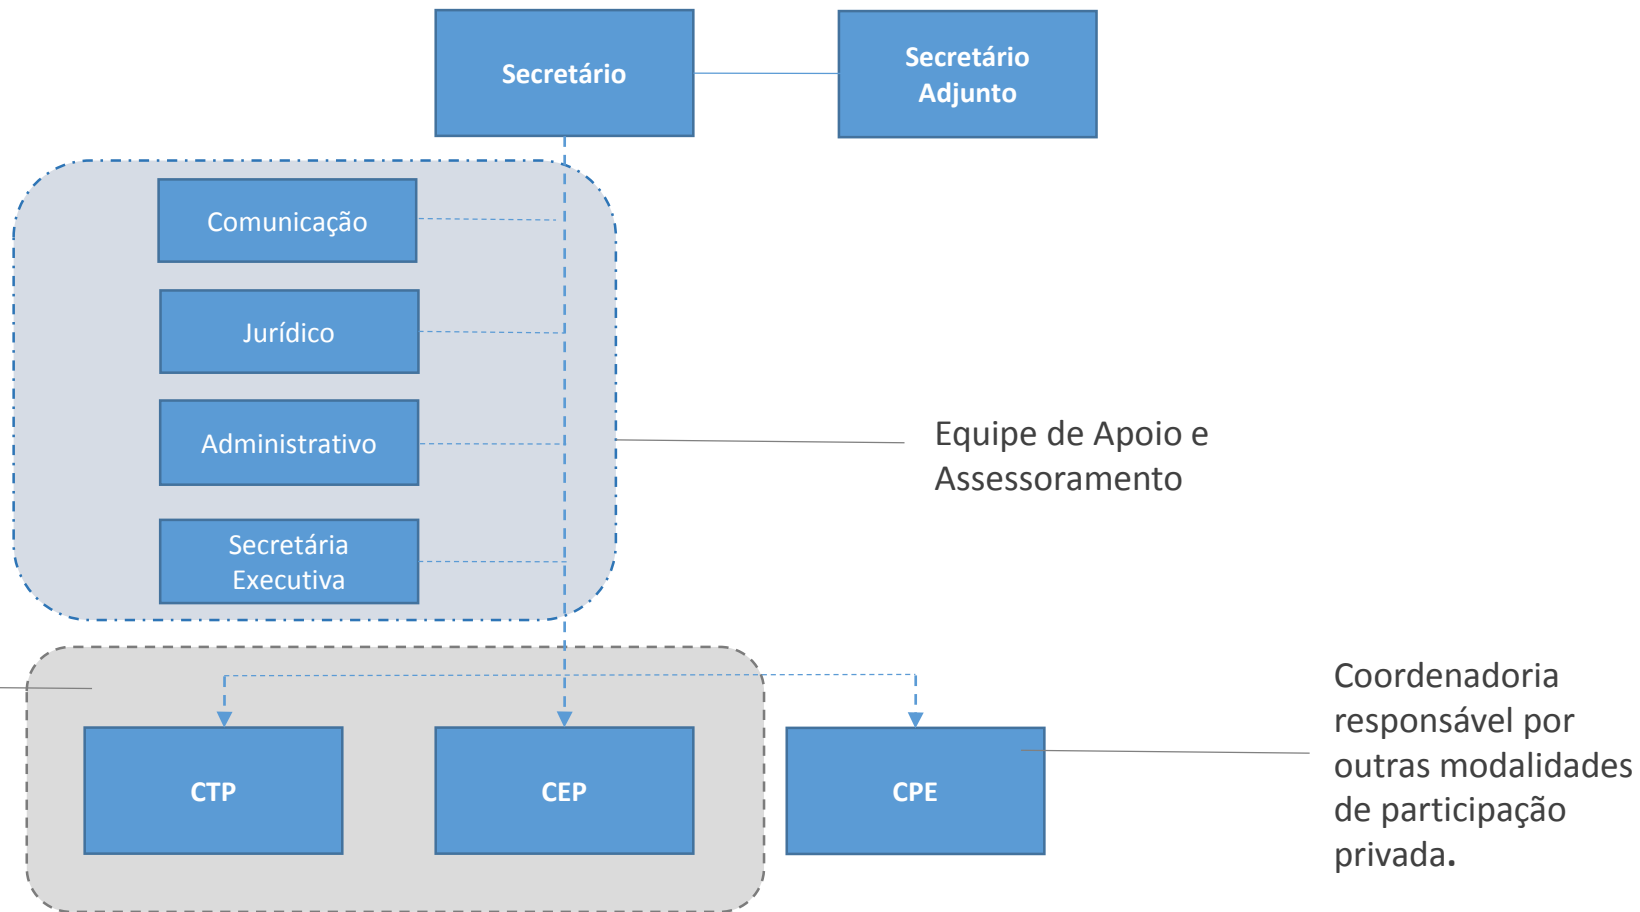 Secretário
Secretário
Adjunto
Comunicação
Jurídico
Administrativo
Secretária
Executiva
Equipe de Apoio e
Assessoramento
CTP
CEP
CPE
Coordenadoria
responsável por
outras modalidades
de participação
privada.